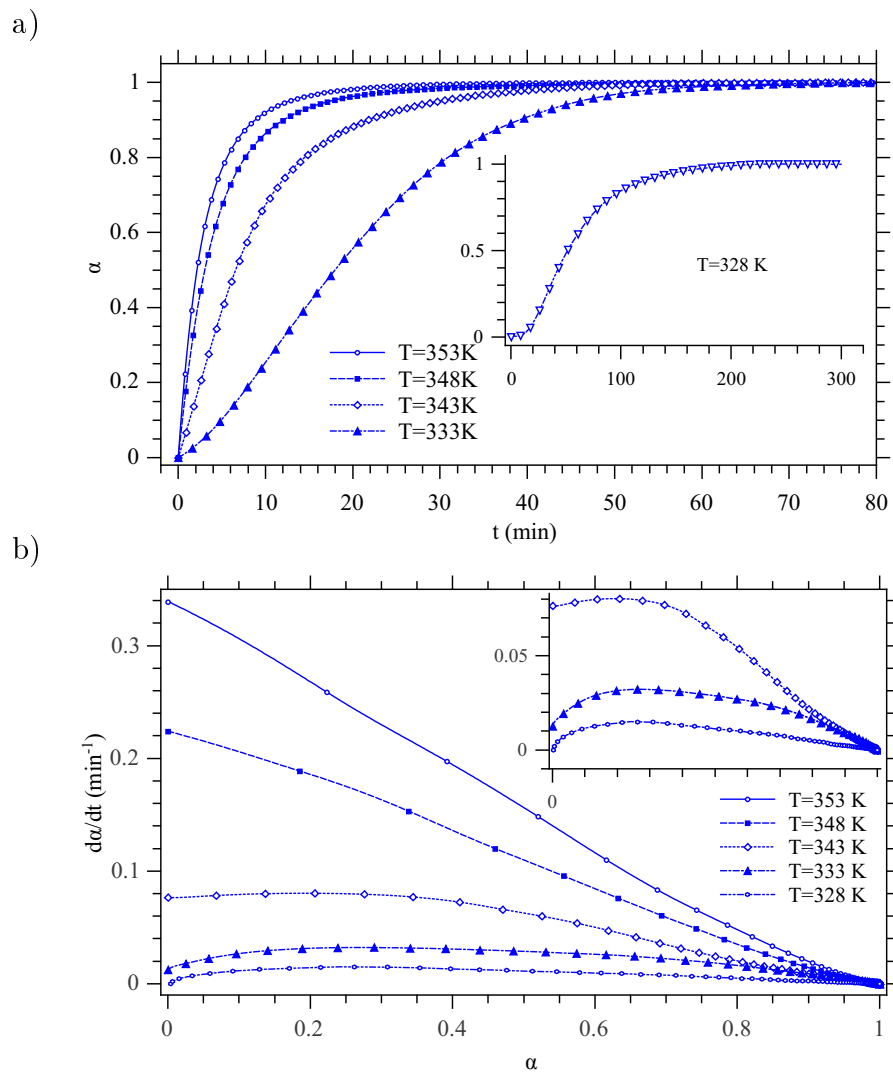 a)
1
0.8
0.6
0.4
0.2
0
α
1
0.5
0
T=328 K
0 100 200 300
T=353K
T=348K
T=343K
T=333K
0 10 20 30 40 50 60 70 80
t (min)
b)
0.3
0.2
0.1
0
dα/dt (min-1)
0.05
0
0
T=353 K
T=348 K
T=343 K
T=333 K
T=328 K
0 0.2 0.4 0.6 0.8 1
α